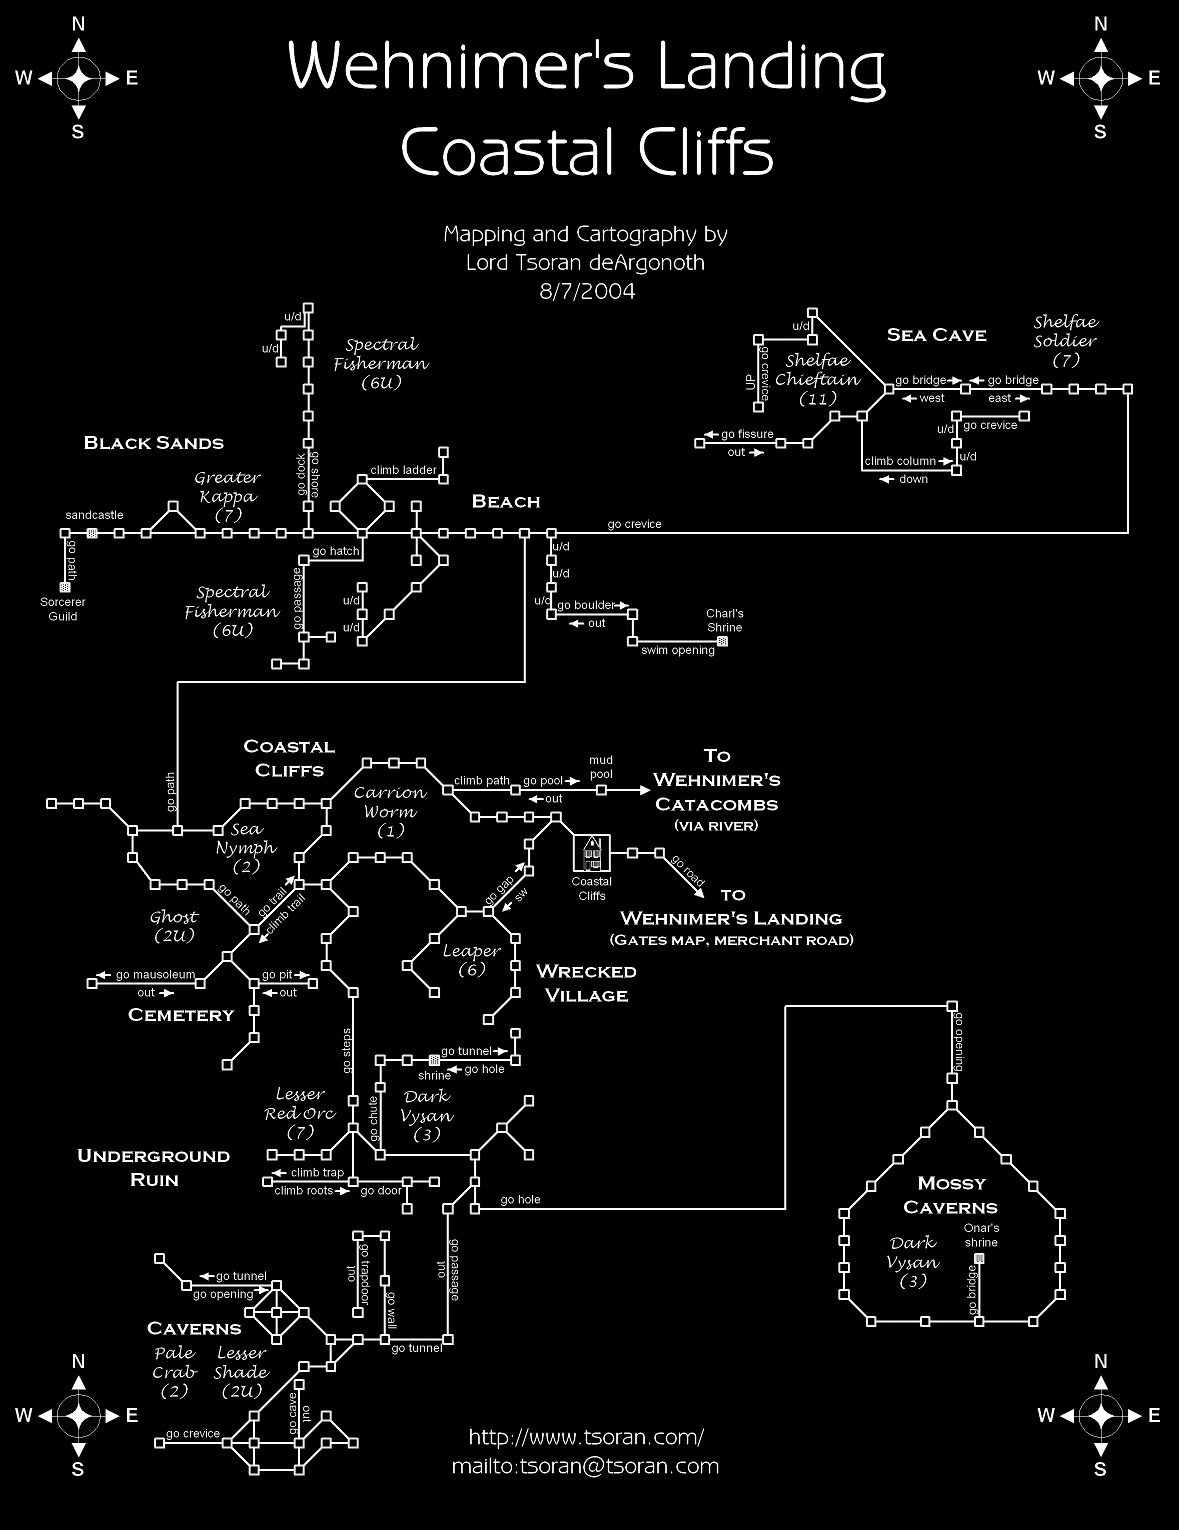 N
W E
S
N
W E
S
Wehnimer's Landing
Coastal Cliffs
Mapping and Cartography by
Lord Tsoran deArgonoth
8/7/2004
u/d
u/d
Spectral
Fisherman
(6U)
go dock
go shore
BLACK SANDS
Greater
Kappa
(7)
sandcastle
go path
Sorcerer
Guild
climb ladder
BEACH
go hatch
go passage
Spectral
Fisherman
(6U)
u/d
u/d
u/d
u/d
u/d
go boulder
out
swim opening
Charl's
Shrine
go crevice
SEA CAVE
Shelfae
Soldier
(7)
u/d
UP
go crevice
Shelfae
Chieftain
(11)
go bridge
west
go bridge
east
go fissure
out
u/d
go crevice
u/d
climb column
down
go path
COASTAL
CLIFFS
Carrion
Worm
(1)
climb path
go pool
out
mud
pool
TO
WEHNIMER'S
CATACOMBS
(VIA RIVER)
Sea
Nymph
(2)
go path
go trail
climb trail
Ghost
(2U)
go gap
sw
Coastal
Cliffs
go road
TO
WEHNIMER'S LANDING
(GATES MAP, MERCHANT ROAD)
Leaper
(6)
WRECKED
VILLAGE
go mausoleum
out
go pit
out
CEMETERY
go steps
go tunnel
shrine
go hole
Lesser
Red Orc
(7)
go chute
Dark
Vysan
(3)
UNDERGROUND
RUIN
climb trap
climb roots
go door
go hole
go opening
MOSSY
CAVERNS
Onar's
shrine
Dark
Vysan
(3)
go bridge
out
go trapdoor
go wall
out
go passage
go tunnel
go opening
CAVERNS
go tunnel
Pale
Crab
(2)
Lesser
Shade
(2U)
go cave
out
go crevice
N
W E
S
http://www.tsoran.com/
mailto:tsoran@tsoran.com
N
W E
S